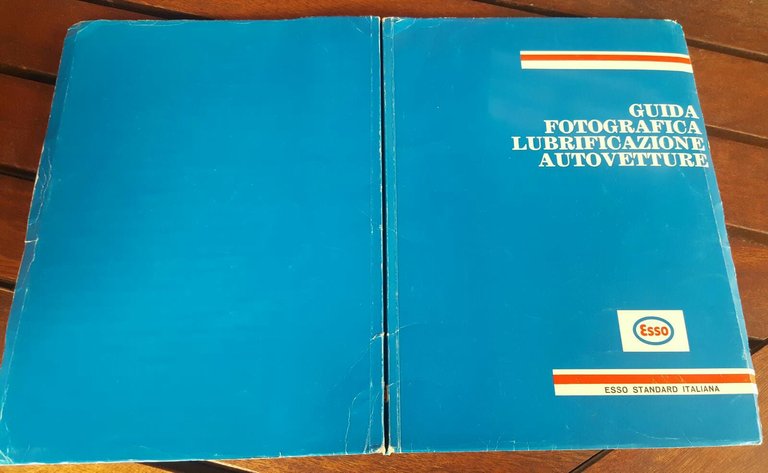 GUIDA
FOTOGRAFICA
LUBRIFICAZIONE
AUTOVETTURE
Esso
ESSO STANDARD ITALIANA